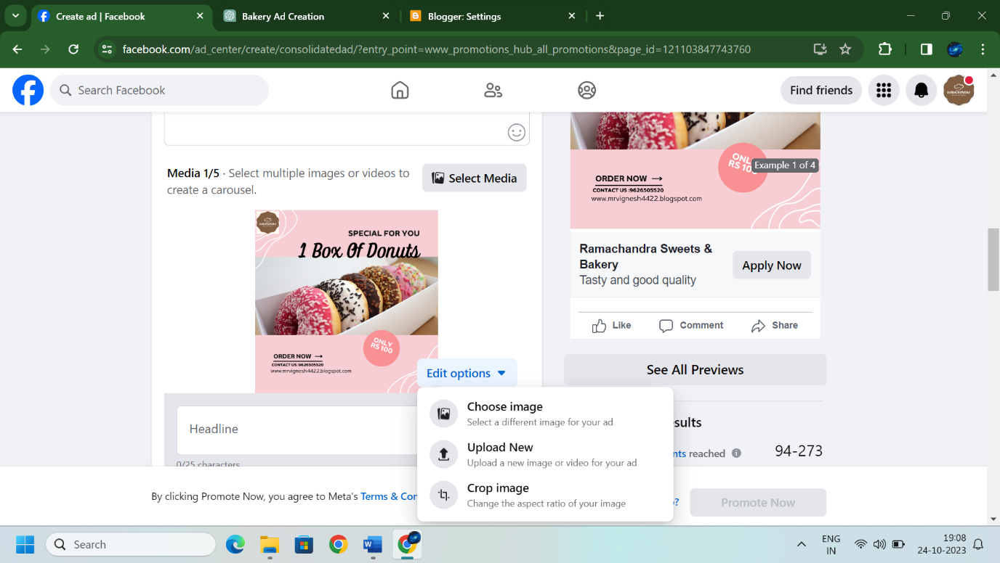 Create ad | Facebook
Bakery Ad Creation
Blogger: Settings
facebook.com/ad_center/create/consolidatedad/?entry_point=www_promotions_hub_all_promotions&page_id=121103847743760
Search Facebook
Find friends
Media 1/5 · Select multiple images or videos to
create a carousel.
Select Media
SPECIAL FOR YOU
1 Box Of Donuts
ONLY
RS 100
ORDER NOW →
CONTACT US :9626505520
www.mrvignesh4422.blogspot.com
Edit options
Choose image
Select a different image for your ad
Upload New
Upload a new image or video for your ad
Crop image
Change the aspect ratio of your image
Headline
0/25 characters
ONL
RS 10
Example 1 of 4
ORDER NOW →
CONTACT US :9626505520
www.mrvignesh4422.blogspot.com
Ramachandra Sweets &
Bakery
Tasty and good quality
Apply Now
Like
Comment
Share
See All Previews
sults
nts reached
94-273
By clicking Promote Now, you agree to Meta's Terms & Con
?
Promote Now
Search
ENG
IN
19:08
24-10-2023